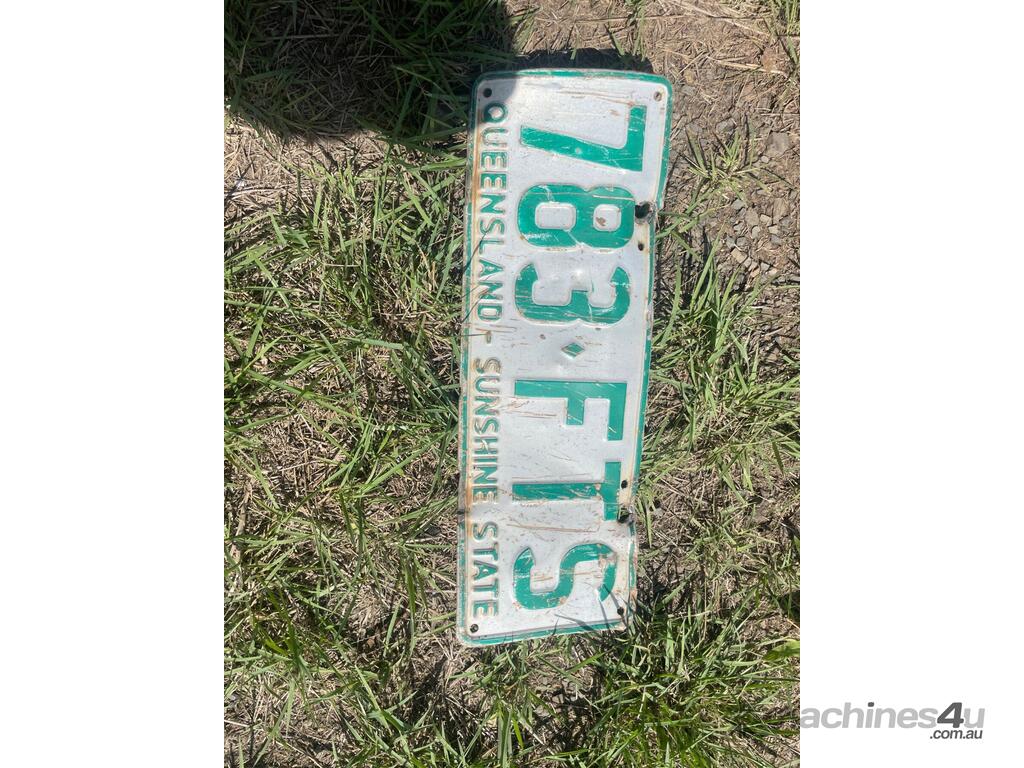 783♦FTS
QUEENSLAND - SUNSHINE STATE
achines4u
.com.au